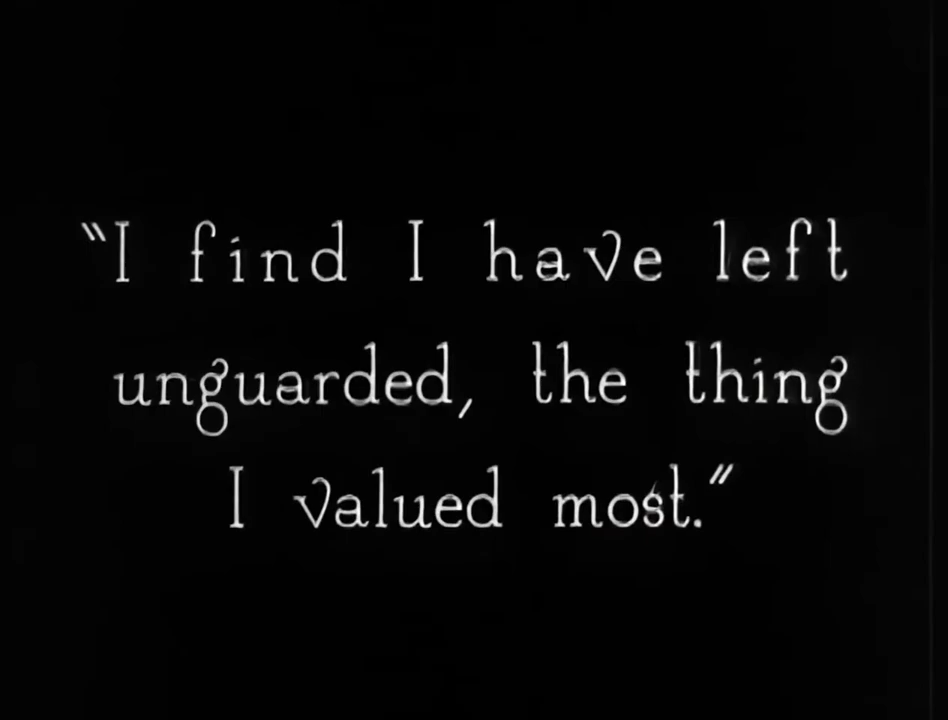 “I find I have left
unguarded, the thing
I valued most.”